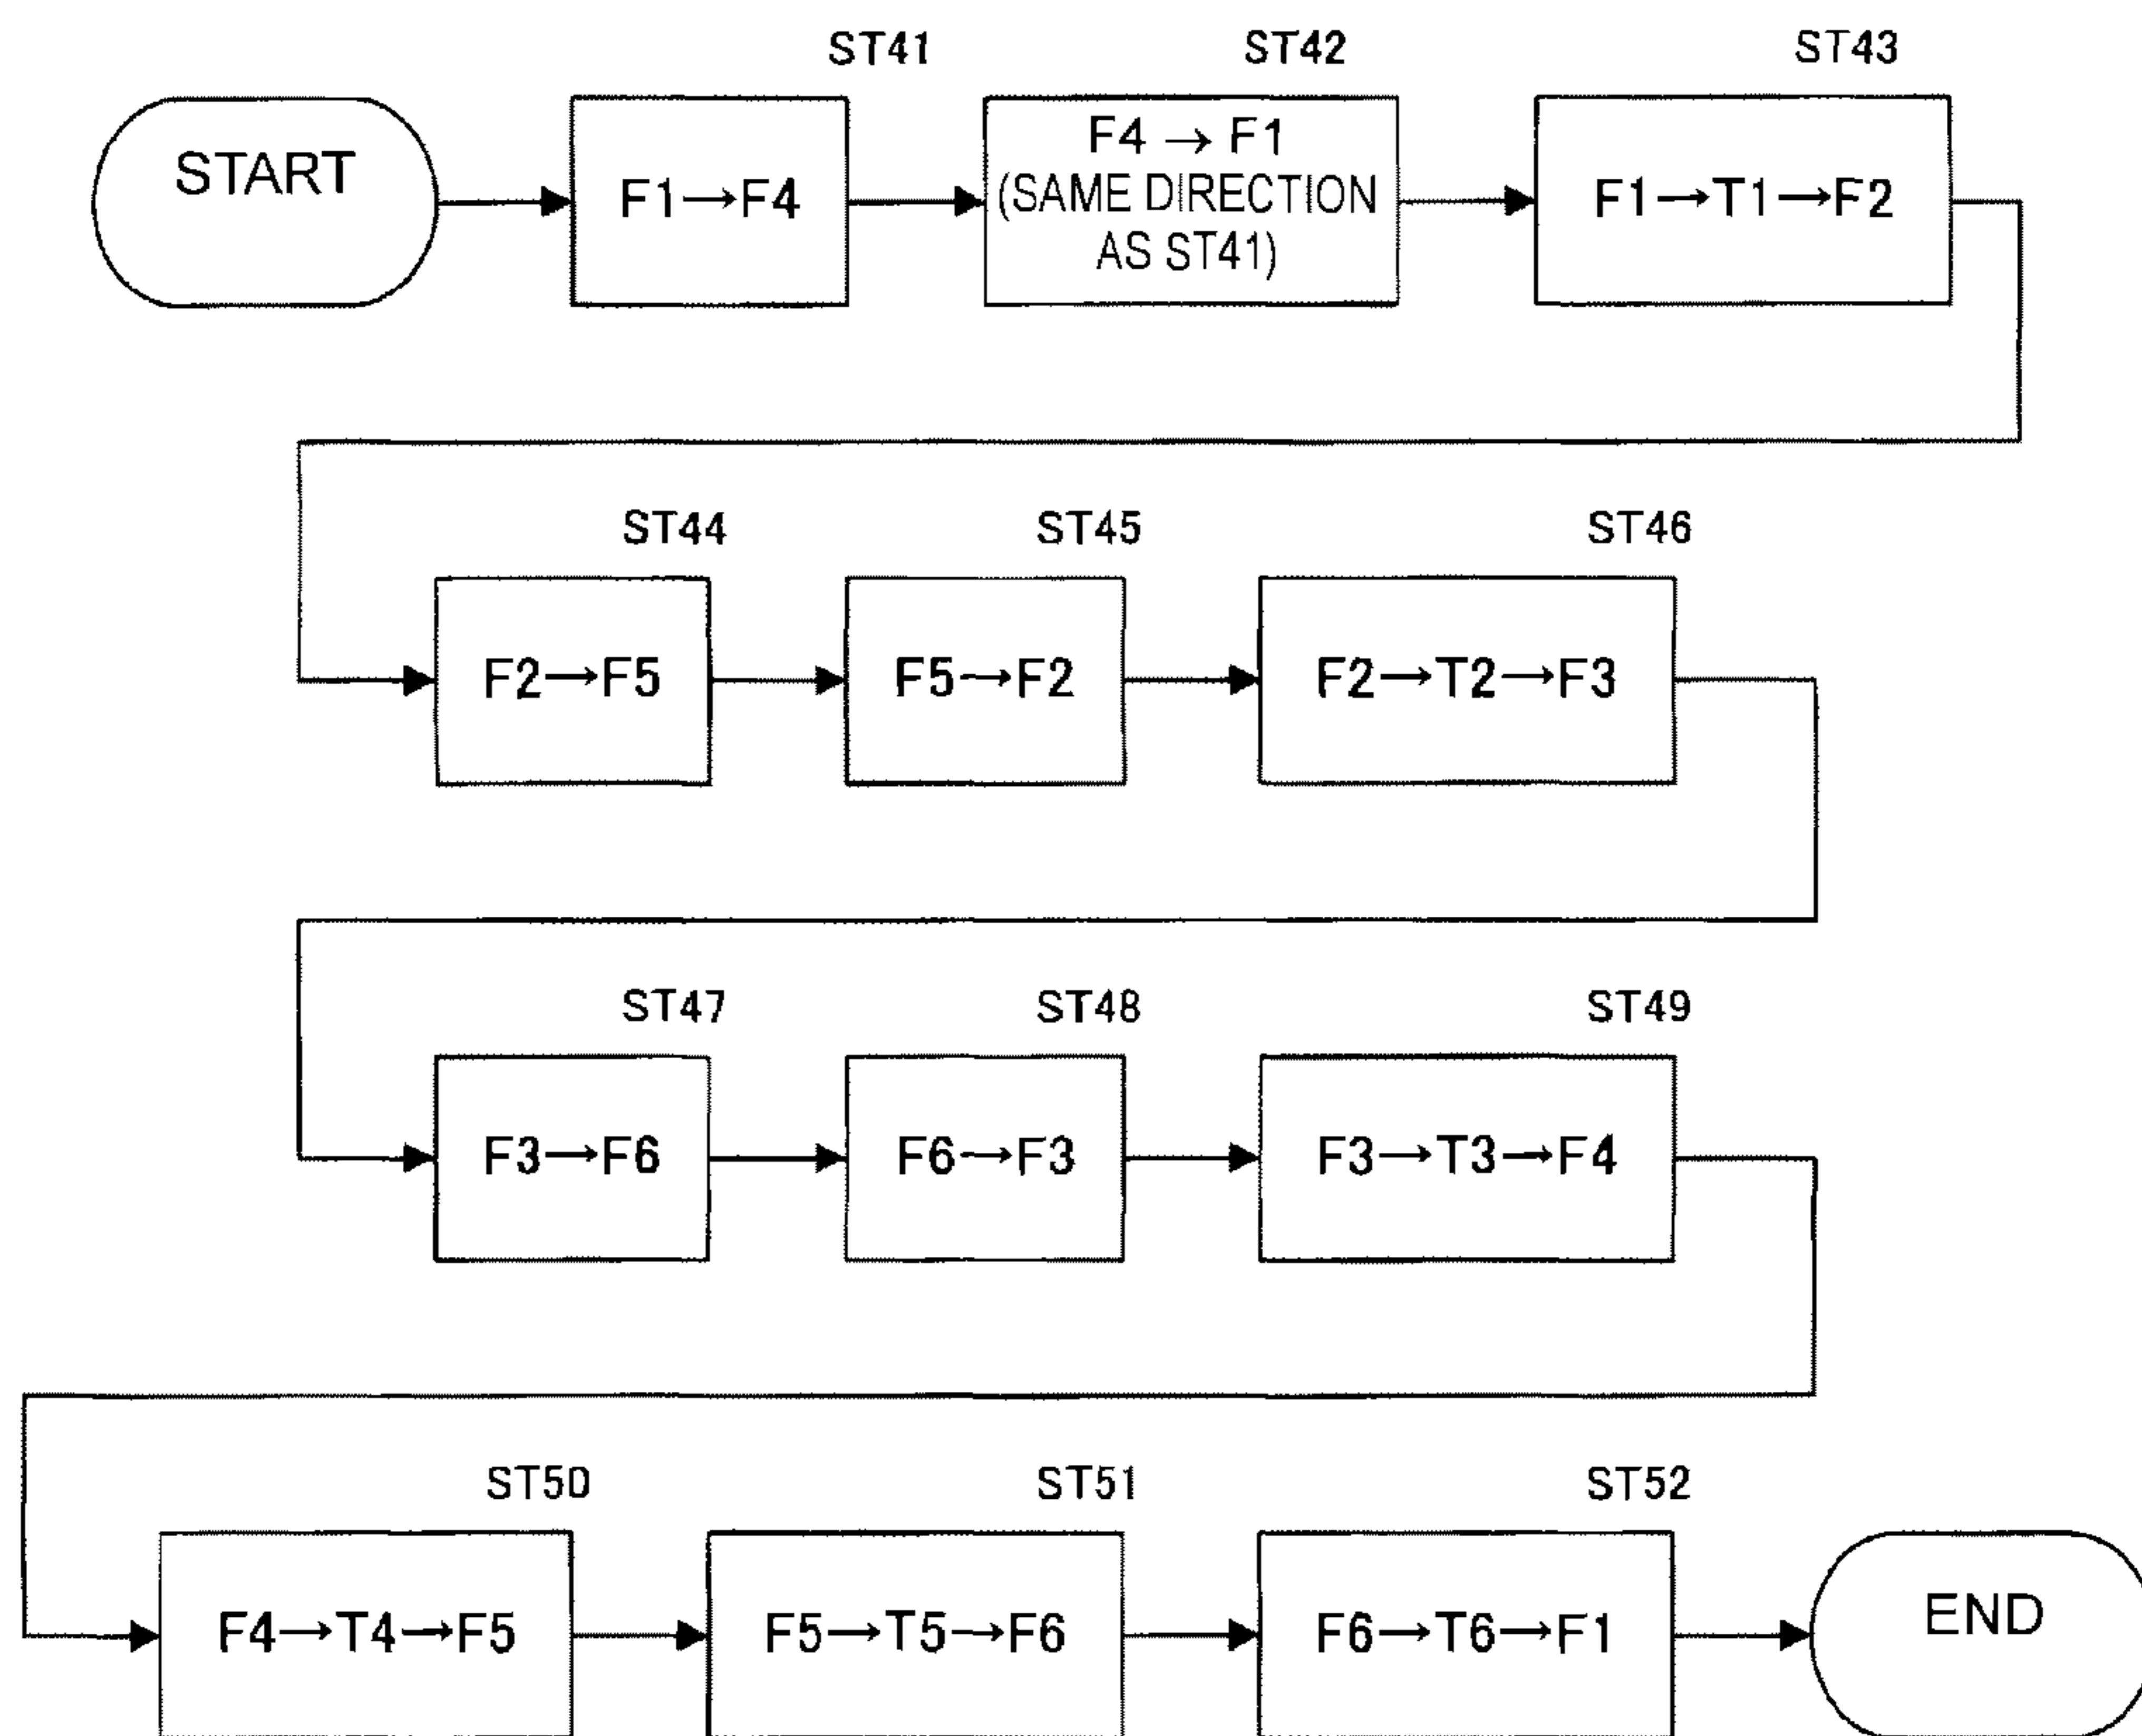 ST41 ST42 ST43
START
F1→F4
F4 → F1
(SAME DIRECTION
AS ST41)
F1→T1→F2
ST44 ST45 ST46
F2→F5
F5→F2
F2→T2→F3
ST47 ST48 ST49
F3→F6
F6→F3
F3→T3→F4
ST50 ST51 ST52
F4→T4→F5
F5→T5→F6
F6→T6→F1
END